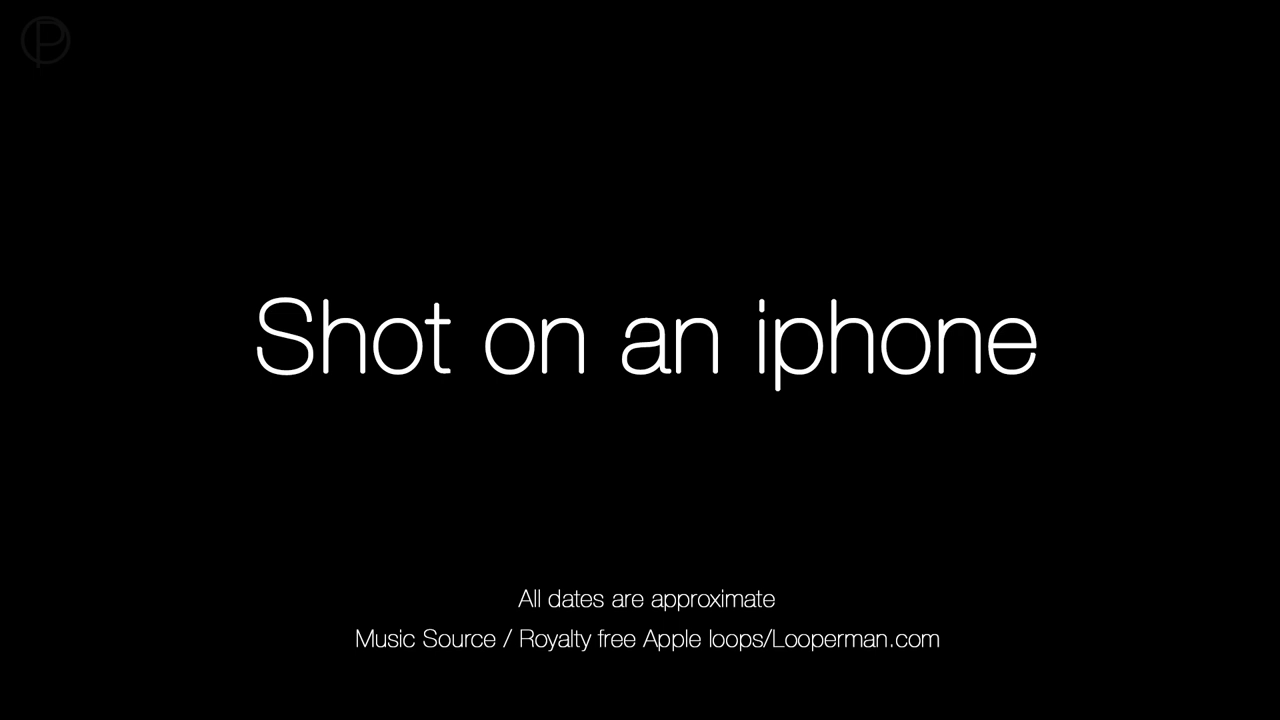 Shot on an iphone
All dates are approximate
Music Source / Royalty free Apple loops/Looperman.com